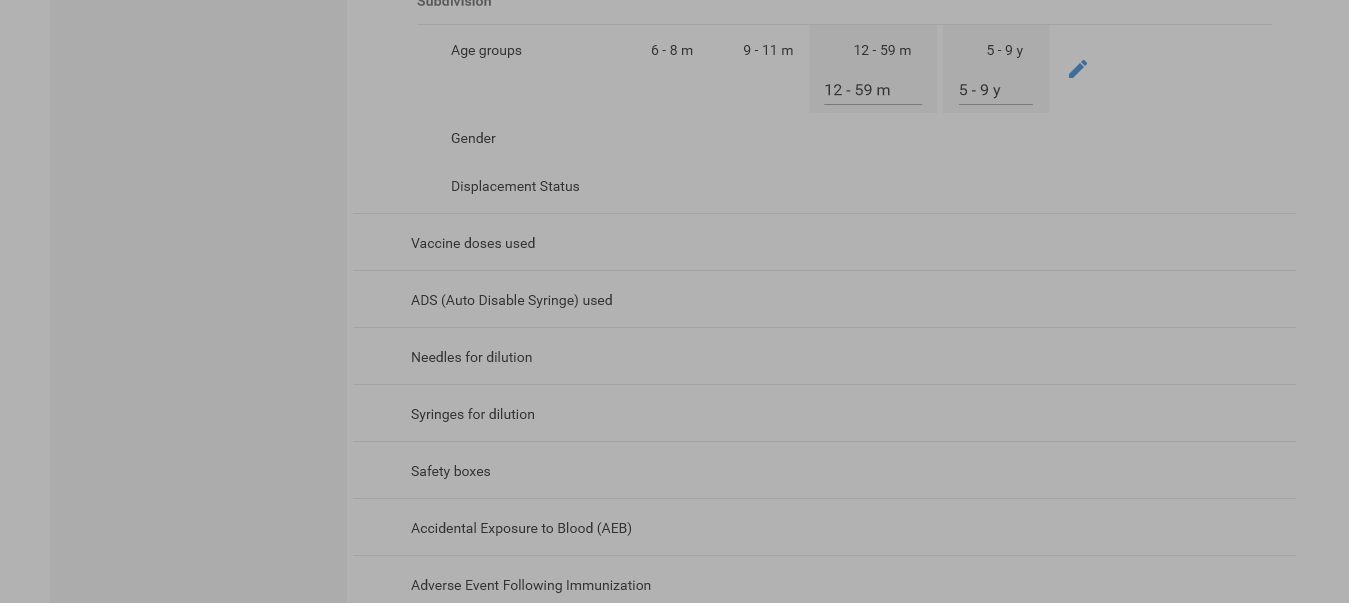 Subdivision
Age groups 6 - 8 m 9 - 11 m 12 - 59 m 5 - 9 y
12 - 59 m 5 - 9 y
Gender
Displacement Status
Vaccine doses used
ADS (Auto Disable Syringe) used
Needles for dilution
Syringes for dilution
Safety boxes
Accidental Exposure to Blood (AEB)
Adverse Event Following Immunization